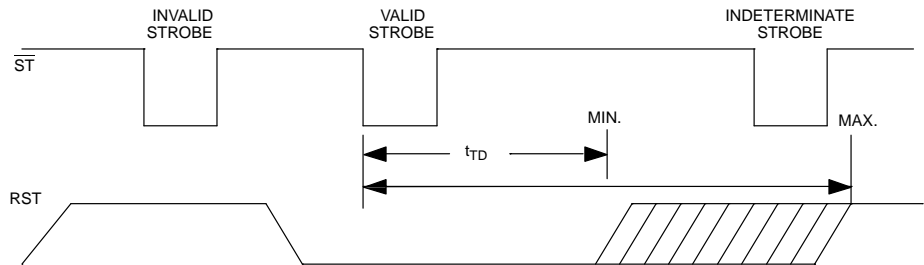 INVALID
STROBE
VALID
STROBE
INDETERMINATE
STROBE
ST
MIN.
MAX.
tTD
RST